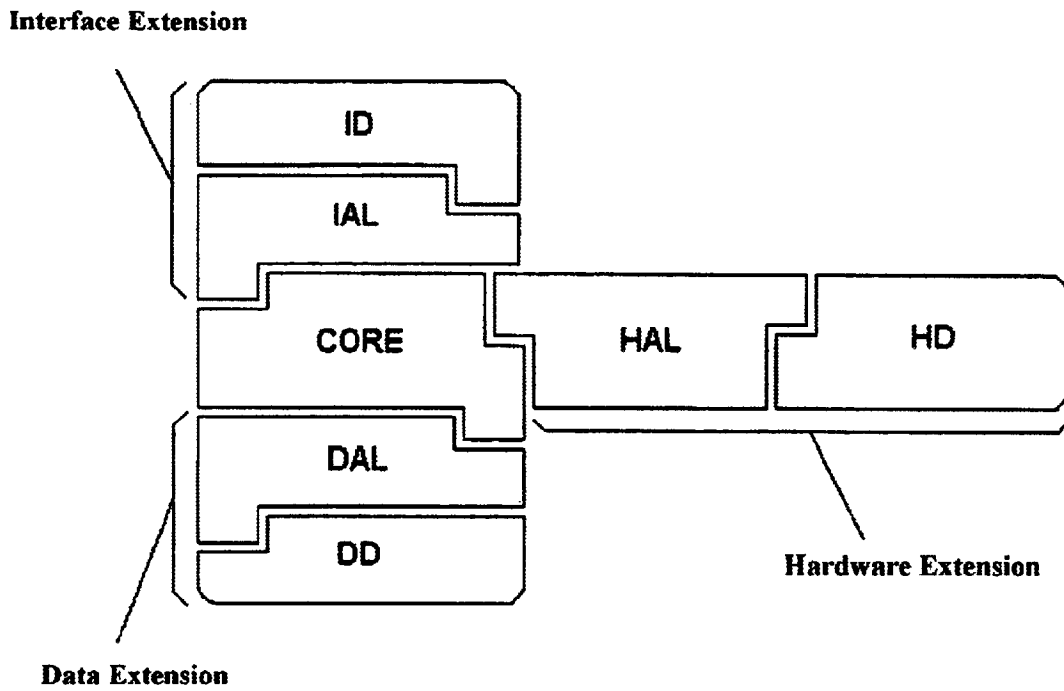 Interface Extension
ID
IAL
CORE
HAL
HD
DAL
DD
Hardware Extension
Data Extension